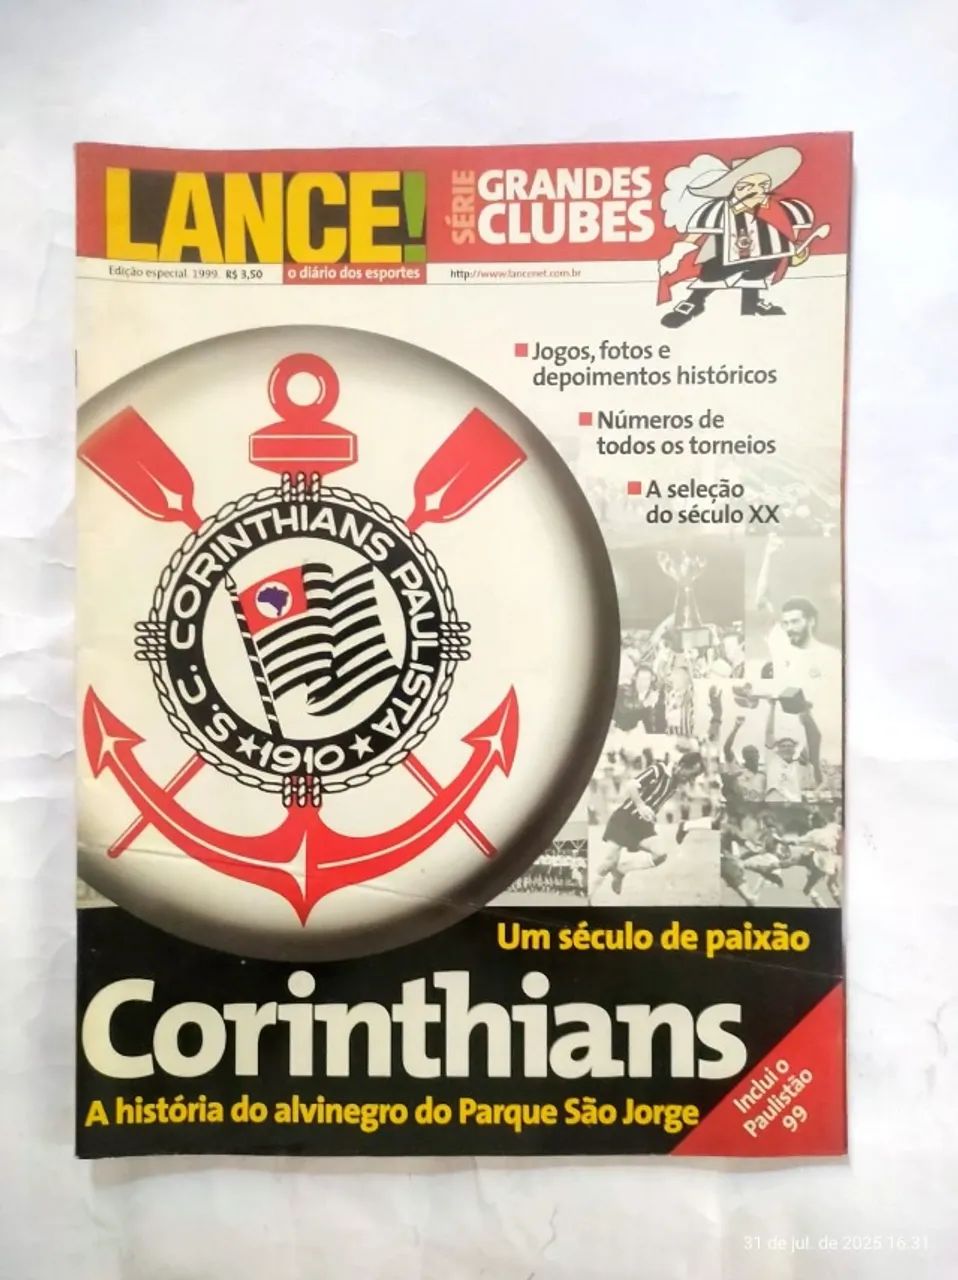 LANCE!
SÉRIE
GRANDES
CLUBES
Edição especial. 1999. R$ 3,50
o diário dos esportes
http://www.lancenet.com.br
Jogos, fotos e
depoimentos históricos
Números de
todos os torneios
A seleção
do século XX
S. C. CORINTHIANS PAULISTA
1910
Um século de paixão
Corinthians
A história do alvinegro do Parque São Jorge
Inclui o
Paulistão
99
31 de jul. de 2025 16:31